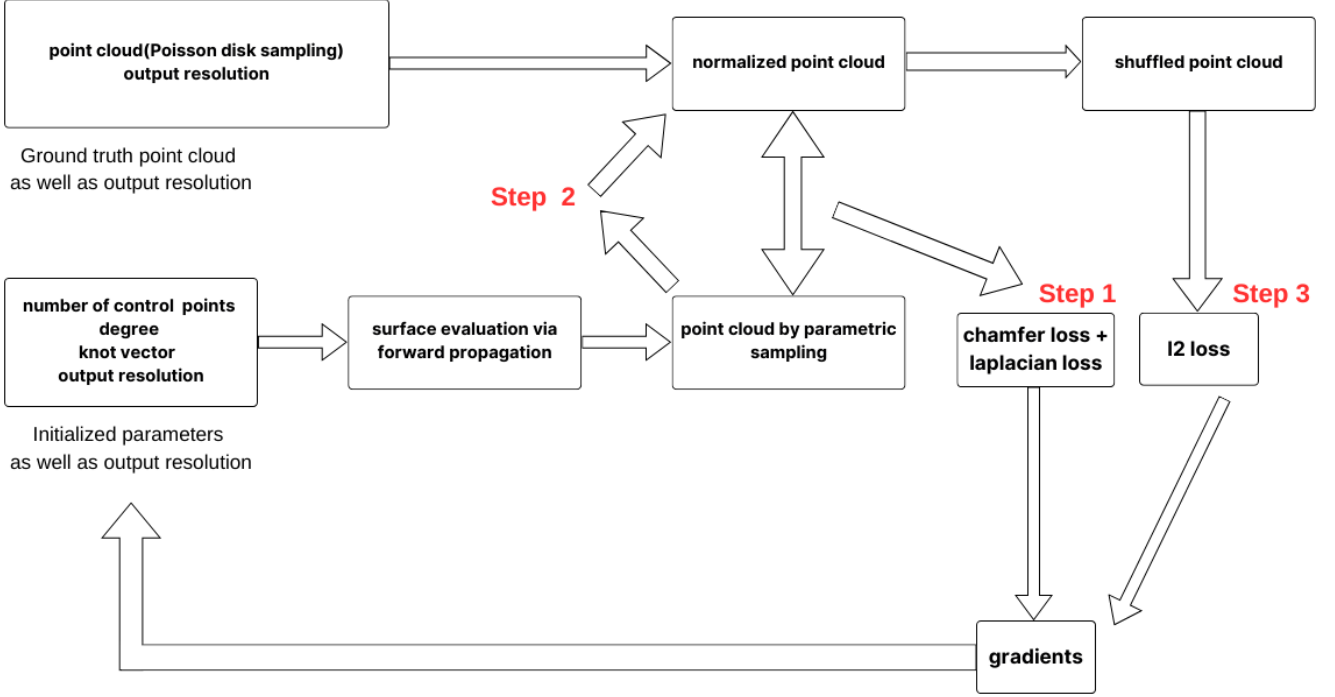 point cloud(Poisson disk sampling)
output resolution
normalized point cloud
shuffled point cloud
Ground truth point cloud
as well as output resolution
Step 2
Step 1
Step 3
number of control points
degree
knot vector
output resolution
surface evaluation via
forward propagation
point cloud by parametric
sampling
chamfer loss +
laplacian loss
l2 loss
Initialized parameters
as well as output resolution
gradients